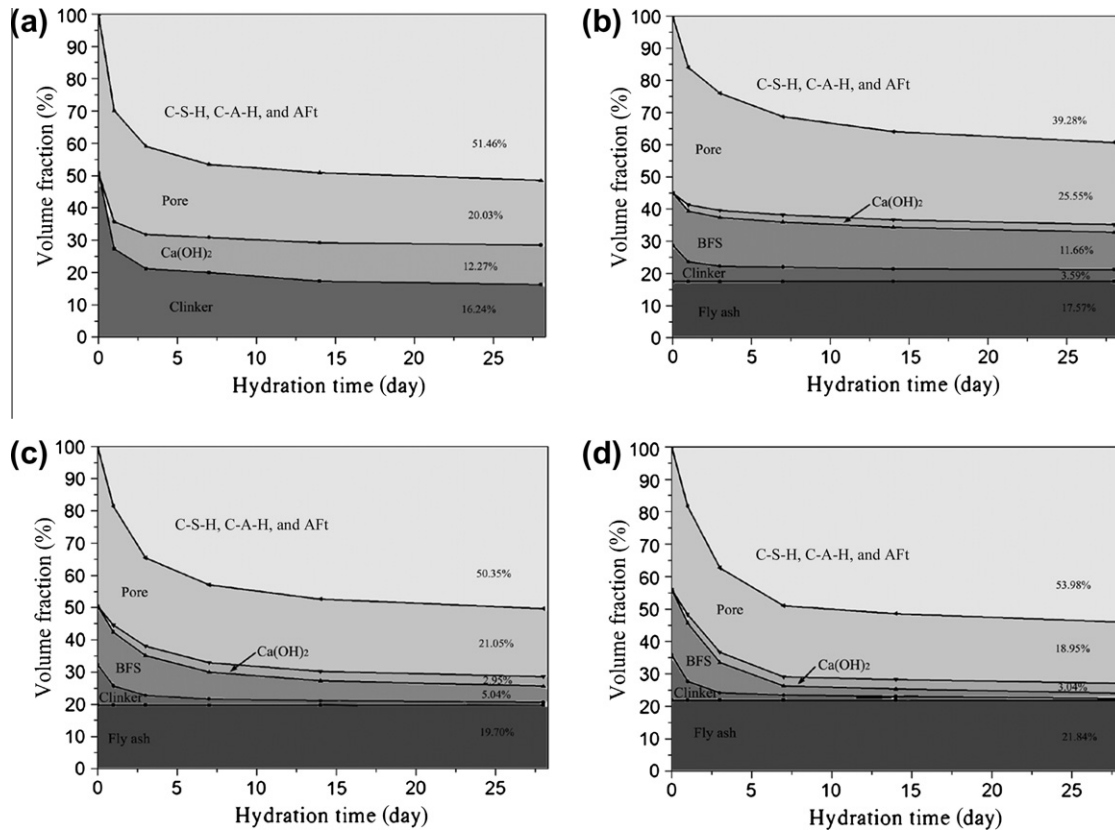 (a)
Volume fraction (%)
100
90
80
70
60
50
40
30
20
10
0
C-S-H, C-A-H, and AFt
51.46%
Pore
20.03%
Ca(OH)2
12.27%
Clinker
16.24%
0 5 10 15 20 25
Hydration time (day)
(b)
Volume fraction (%)
100
90
80
70
60
50
40
30
20
10
0
C-S-H, C-A-H, and AFt
39.28%
Pore
25.55%
Ca(OH)2
BFS
11.66%
Clinker
3.59%
Fly ash
17.57%
0 5 10 15 20 25
Hydration time (day)
(c)
Volume fraction (%)
100
90
80
70
60
50
40
30
20
10
0
C-S-H, C-A-H, and AFt
50.35%
Pore
21.05%
Ca(OH)2
BFS
2.95%
5.04%
Clinker
Fly ash
19.70%
0 5 10 15 20 25
Hydration time (day)
(d)
Volume fraction (%)
100
90
80
70
60
50
40
30
20
10
0
C-S-H, C-A-H, and AFt
53.98%
Pore
18.95%
BFS
Ca(OH)2
3.04%
Clinker
Fly ash
21.84%
0 5 10 15 20 25
Hydration time (day)